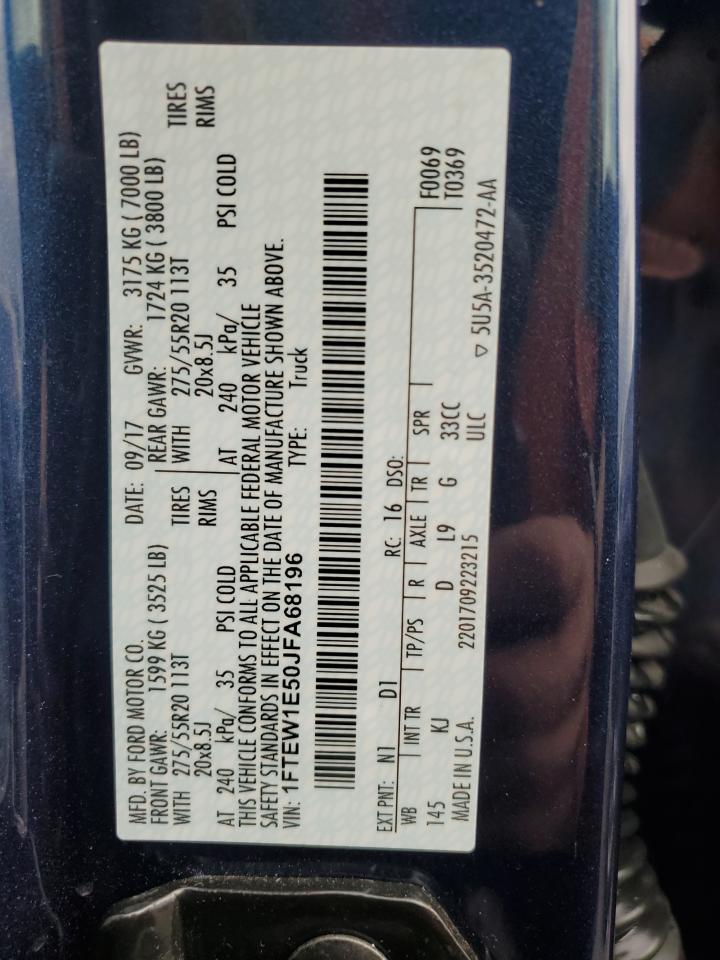 MFD. BY FORD MOTOR CO. DATE: 09/17 GVWR: 3175 KG ( 7000 LB)
FRONT GAWR: 1599 KG ( 3525 LB) REAR GAWR: 1724 KG ( 3800 LB)
WITH 275/55R20 113T TIRES WITH 275/55R20 113T TIRES
20x8.5J RIMS 20x8.5J RIMS
AT 240 kPa/ 35 PSI COLD AT 240 kPa/ 35 PSI COLD
THIS VEHICLE CONFORMS TO ALL APPLICABLE FEDERAL MOTOR VEHICLE
SAFETY STANDARDS IN EFFECT ON THE DATE OF MANUFACTURE SHOWN ABOVE.
VIN: 1FTEW1E50JFA68196 TYPE: Truck
EXT PNT: N1 D1 RC: 16 DSO:
WB INT TR TP/PS R AXLE TR SPR F0069
145 KJ D L9 G 33CC T0369
MADE IN U.S.A. 2201709223215 ULC ▽ 5U5A-3520472-AA